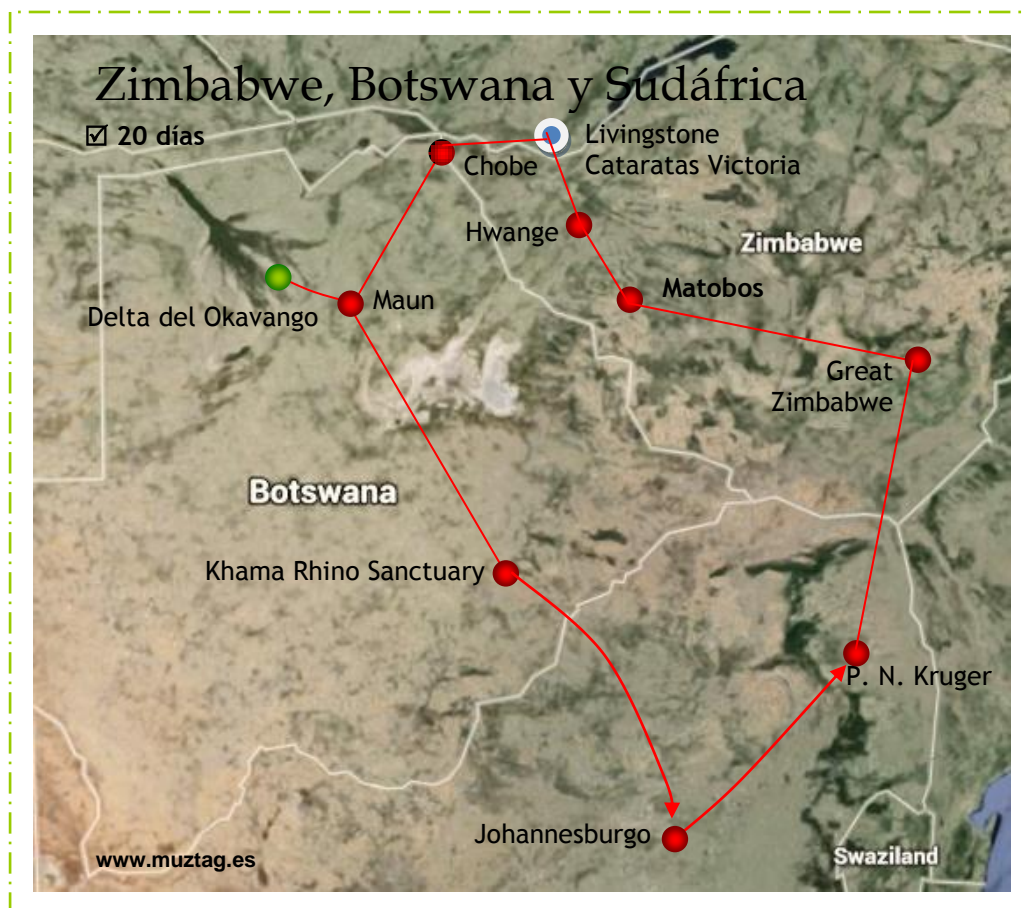 Zimbabwe, Botswana y Sudáfrica
☑ 20 días
Livingstone
Cataratas Victoria
Chobe
Hwange
Zimbabwe
Matobos
Maun
Delta del Okavango
Great
Zimbabwe
Botswana
Khama Rhino Sanctuary
P. N. Kruger
Johannesburgo
Swaziland
www.muztag.es